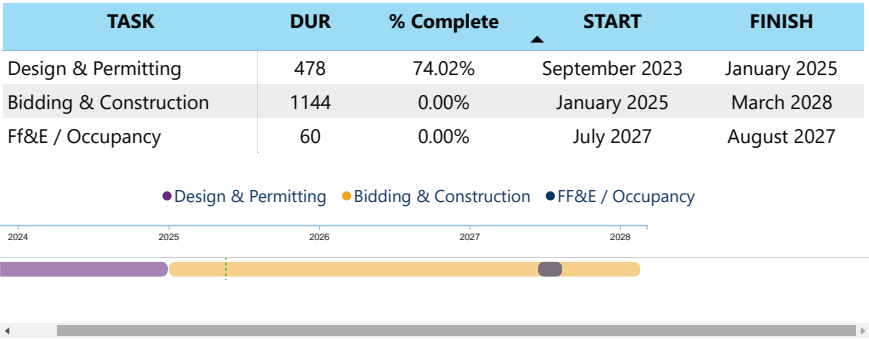 TASK DUR % Complete START FINISH
Design & Permitting 478 74.02% September 2023 January 2025
Bidding & Construction 1144 0.00% January 2025 March 2028
Ff&E / Occupancy 60 0.00% July 2027 August 2027
Design & Permitting Bidding & Construction FF&E / Occupancy
2024 2025 2026 2027 2028